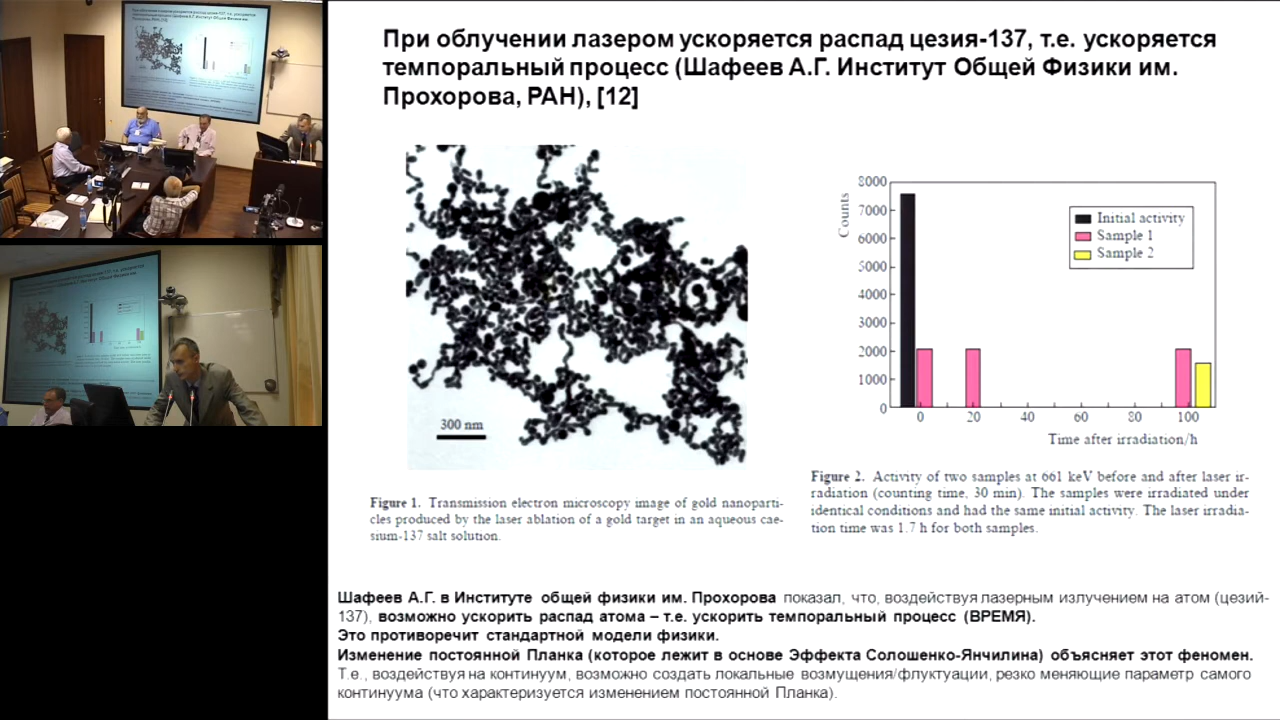 При облучении лазером ускоряется распад цезия-137, т.е. ускоряется
темпоральный процесс (Шафеев А.Г. Институт Общей Физики им.
Прохорова, РАН), [12]
300 nm
Figure 1. Transmission electron microscopy image of gold nanoparti-
cles produced by the laser ablation of a gold target in an aqueous cae-
sium-137 salt solution.
Counts
8000
7000
6000
5000
4000
3000
2000
1000
0
Initial activity
Sample 1
Sample 2
0 20 40 60 80 100
Time after irradiation/h
Figure 2. Activity of two samples at 661 keV before and after laser ir-
radiation (counting time, 30 min). The samples were irradiated under
identical conditions and had the same initial activity. The laser irradia-
tion time was 1.7 h for both samples.
Шафеев А.Г. в Институте общей физики им. Прохорова показал, что, воздействуя лазерным излучением на атом (цезий-
137), возможно ускорить распад атома – т.е. ускорить темпоральный процесс (ВРЕМЯ).
Это противоречит стандартной модели физики.
Изменение постоянной Планка (которое лежит в основе Эффекта Солошенко-Янчилина) объясняет этот феномен.
Т.е., воздействуя на континуум, возможно создать локальные возмущения/флуктуации, резко меняющие параметр самого
континуума (что характеризуется изменением постоянной Планка).